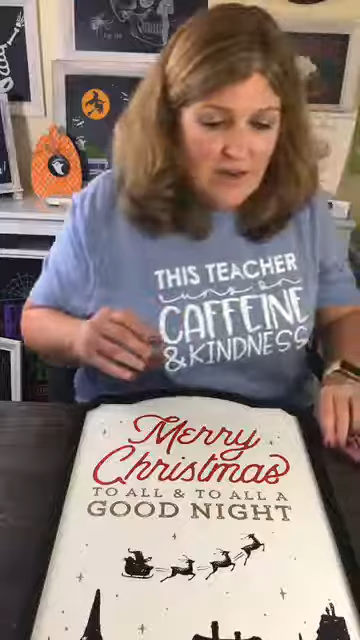 THIS TEACHER
runs on
CAFFEINE
& KINDNESS
Merry
Christmas
TO ALL & TO ALL A
GOOD NIGHT